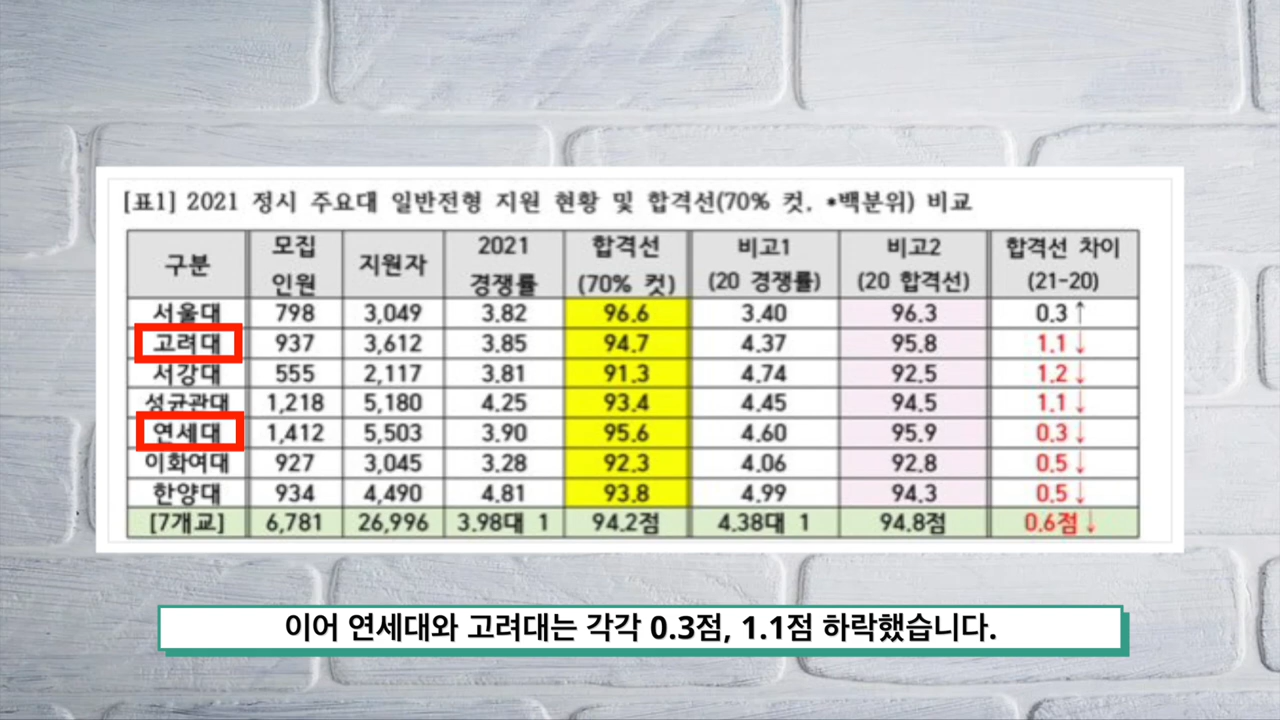 [표1] 2021 정시 주요대 일반전형 지원 현황 및 합격선(70% 컷, *백분위) 비교
구분 모집인원 지원자 2021 경쟁률 합격선 (70% 컷) 비고1 (20 경쟁률) 비고2 (20 합격선) 합격선 차이 (21-20)
서울대 798 3,049 3.82 96.6 3.40 96.3 0.3↑
고려대 937 3,612 3.85 94.7 4.37 95.8 1.1↓
서강대 555 2,117 3.81 91.3 4.74 92.5 1.2↓
성균관대 1,218 5,180 4.25 93.4 4.45 94.5 1.1↓
연세대 1,412 5,503 3.90 95.6 4.60 95.9 0.3↓
이화여대 927 3,045 3.28 92.3 4.06 92.8 0.5↓
한양대 934 4,490 4.81 93.8 4.99 94.3 0.5↓
[7개교] 6,781 26,996 3.98대 1 94.2점 4.38대 1 94.8점 0.6점↓
이어 연세대와 고려대는 각각 0.3점, 1.1점 하락했습니다.